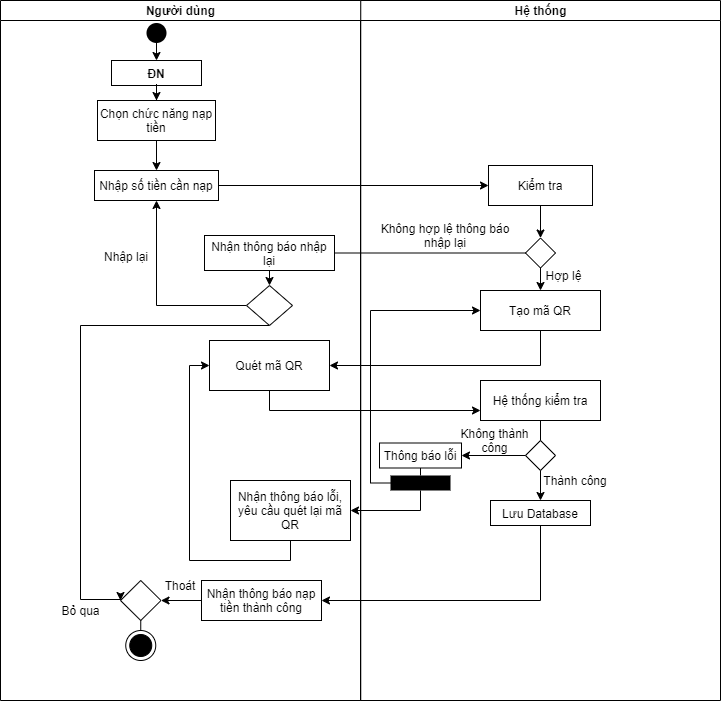 Người dùng
Hệ thống
ĐN
Chọn chức năng nạp
tiền
Nhập số tiền cần nạp
Kiểm tra
Không hợp lệ thông báo
nhập lại
Nhận thông báo nhập
lại
Nhập lại
Hợp lệ
Tạo mã QR
Quét mã QR
Hệ thống kiểm tra
Không thành
công
Thông báo lỗi
Thành công
Nhận thông báo lỗi,
yêu cầu quét lại mã
QR
Lưu Database
Thoát
Nhận thông báo nạp
tiền thành công
Bỏ qua